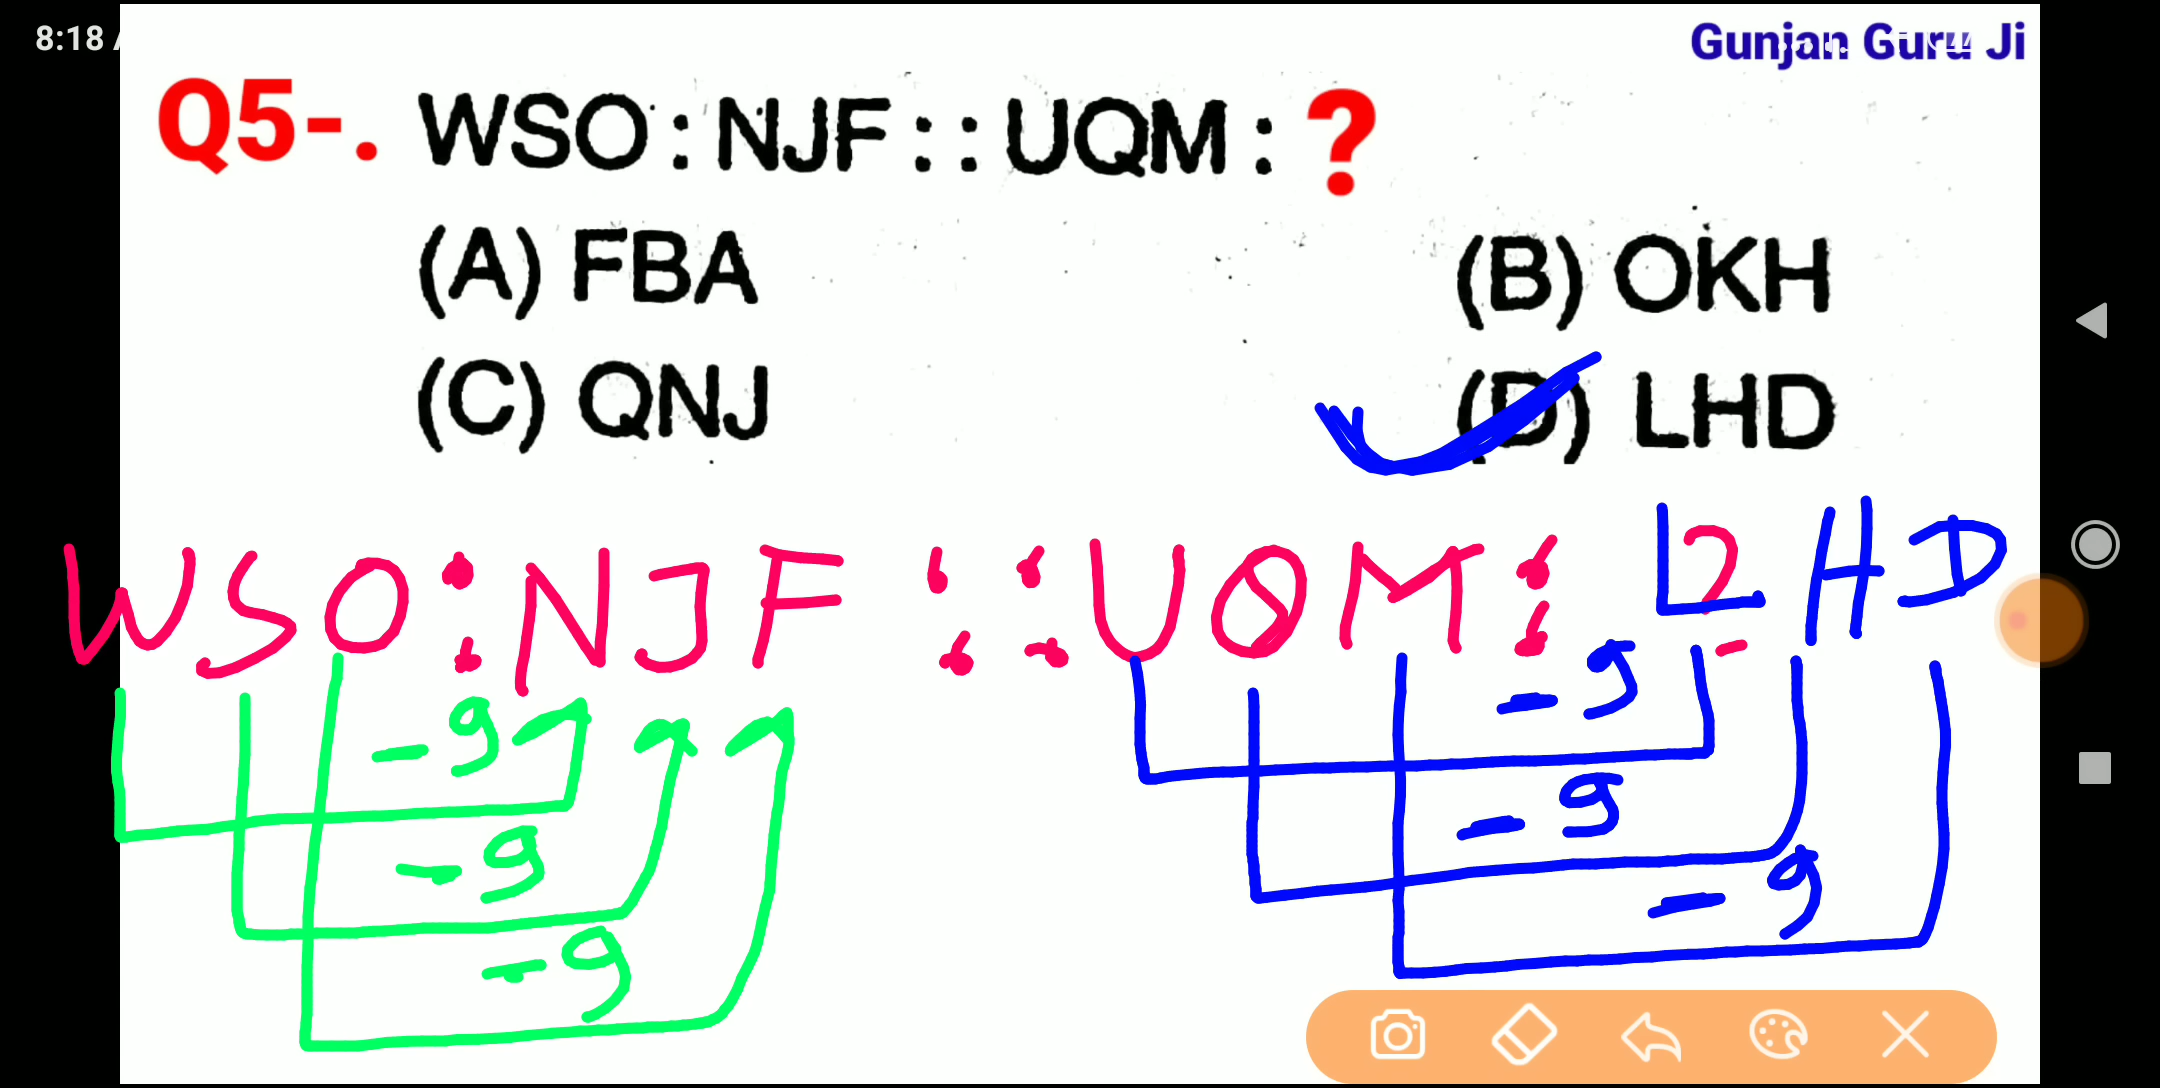 8:18
Gunjan Guru Ji
Q5-. WSO : NJF : : UQM : ?
(A) FBA (B) OKH
(C) QNJ (D) LHD
WSO : NJF : : UQM : L ? H D
-9 -9
-9 -9
-9 -9